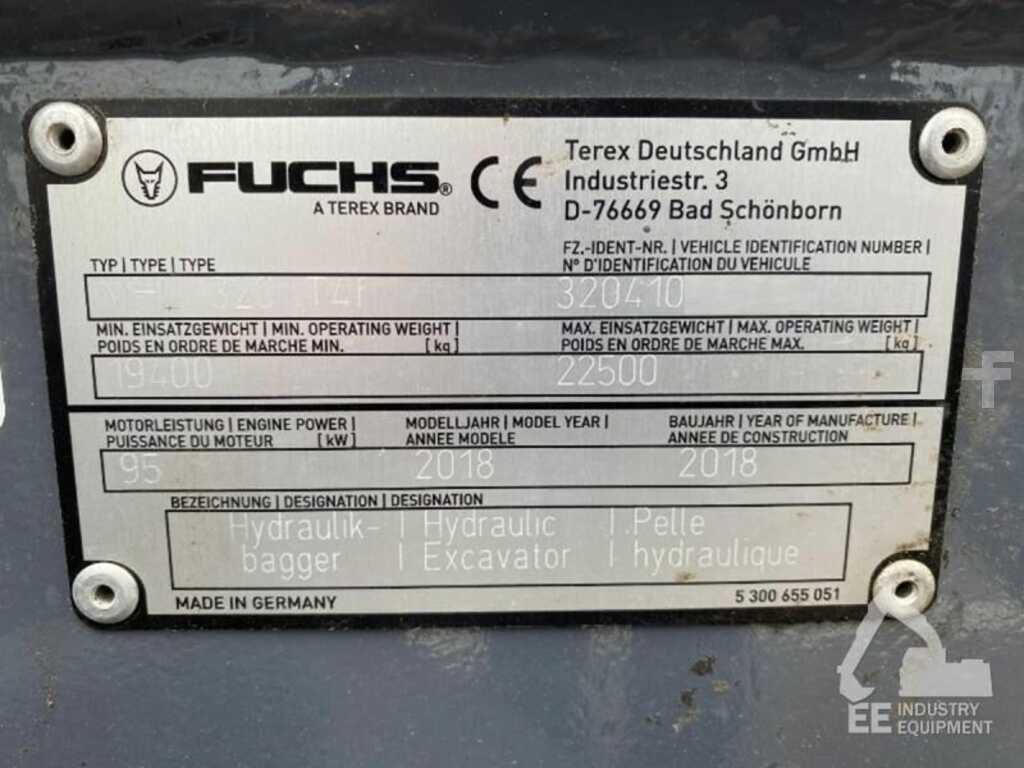 FUCHS®
A TEREX BRAND
CE
Terex Deutschland GmbH
Industriestr. 3
D-76669 Bad Schönborn
TYP | TYPE | TYPE
FZ.-IDENT-NR. | VEHICLE IDENTIFICATION NUMBER |
N° D'IDENTIFICATION DU VEHICULE
320410
MIN. EINSATZGEWICHT | MIN. OPERATING WEIGHT |
POIDS EN ORDRE DE MARCHE MIN. [kg]
MAX. EINSATZGEWICHT | MAX. OPERATING WEIGHT |
POIDS EN ORDRE DE MARCHE MAX. [kg]
19400
22500
MOTORLEISTUNG | ENGINE POWER |
PUISSANCE DU MOTEUR [kW]
MODELLJAHR | MODEL YEAR |
ANNEE MODELE
BAUJAHR | YEAR OF MANUFACTURE |
ANNEE DE CONSTRUCTION
95
2018
2018
BEZEICHNUNG | DESIGNATION | DESIGNATION
Hydraulik- | Hydraulic | Pelle
bagger | Excavator | hydraulique
MADE IN GERMANY
5 300 655 051
EE INDUSTRY
EQUIPMENT